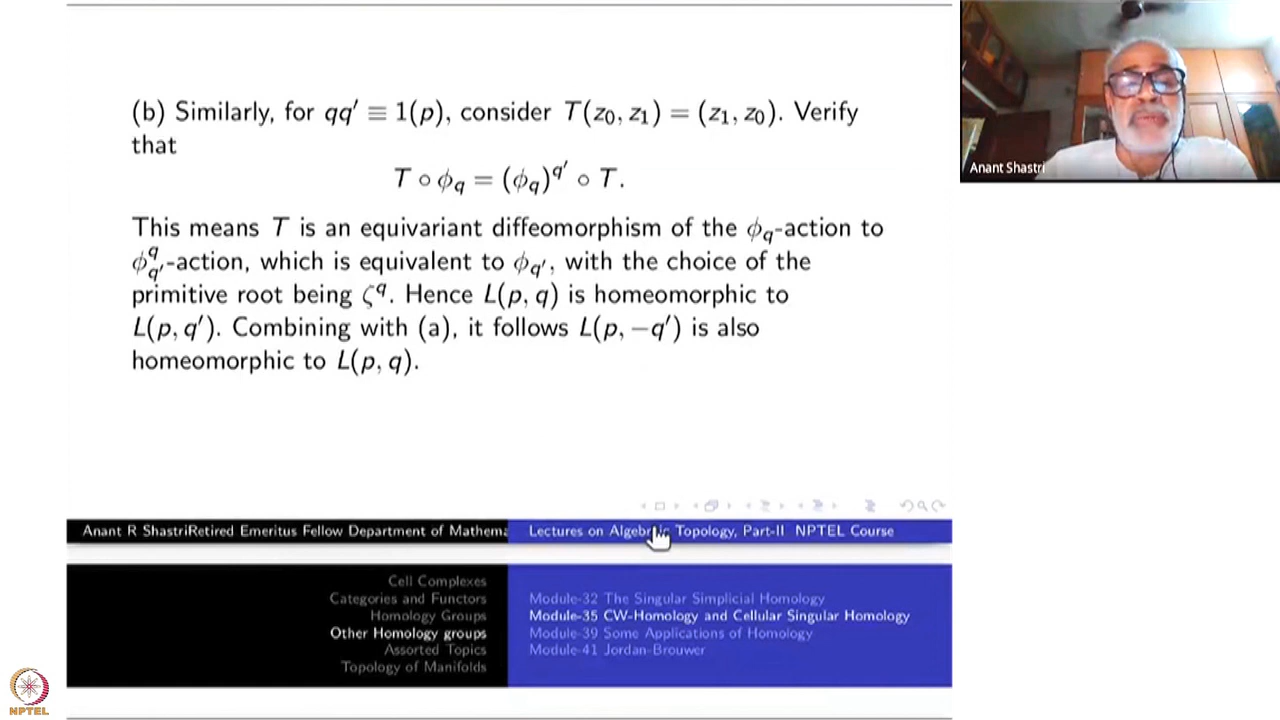 (b) Similarly, for qq′ ≡ 1(p), consider T(z₀, z₁) = (z₁, z₀). Verify
that
T ∘ ϕ_q = (ϕ_q)^{q′} ∘ T.
This means T is an equivariant diffeomorphism of the ϕ_q-action to
ϕ_{q′}^q-action, which is equivalent to ϕ_{q′}, with the choice of the
primitive root being ζ^q. Hence L(p, q) is homeomorphic to
L(p, q′). Combining with (a), it follows L(p, −q′) is also
homeomorphic to L(p, q).
Anant Shastri
Anant R ShastriRetired Emeritus Fellow Department of Mathema
Lectures on Algebraic Topology, Part-II NPTEL Course
Cell Complexes
Categories and Functors
Homology Groups
Other Homology groups
Assorted Topics
Topology of Manifolds
Module-32 The Singular Simplicial Homology
Module-35 CW-Homology and Cellular Singular Homology
Module-39 Some Applications of Homology
Module-41 Jordan-Brouwer
NPTEL